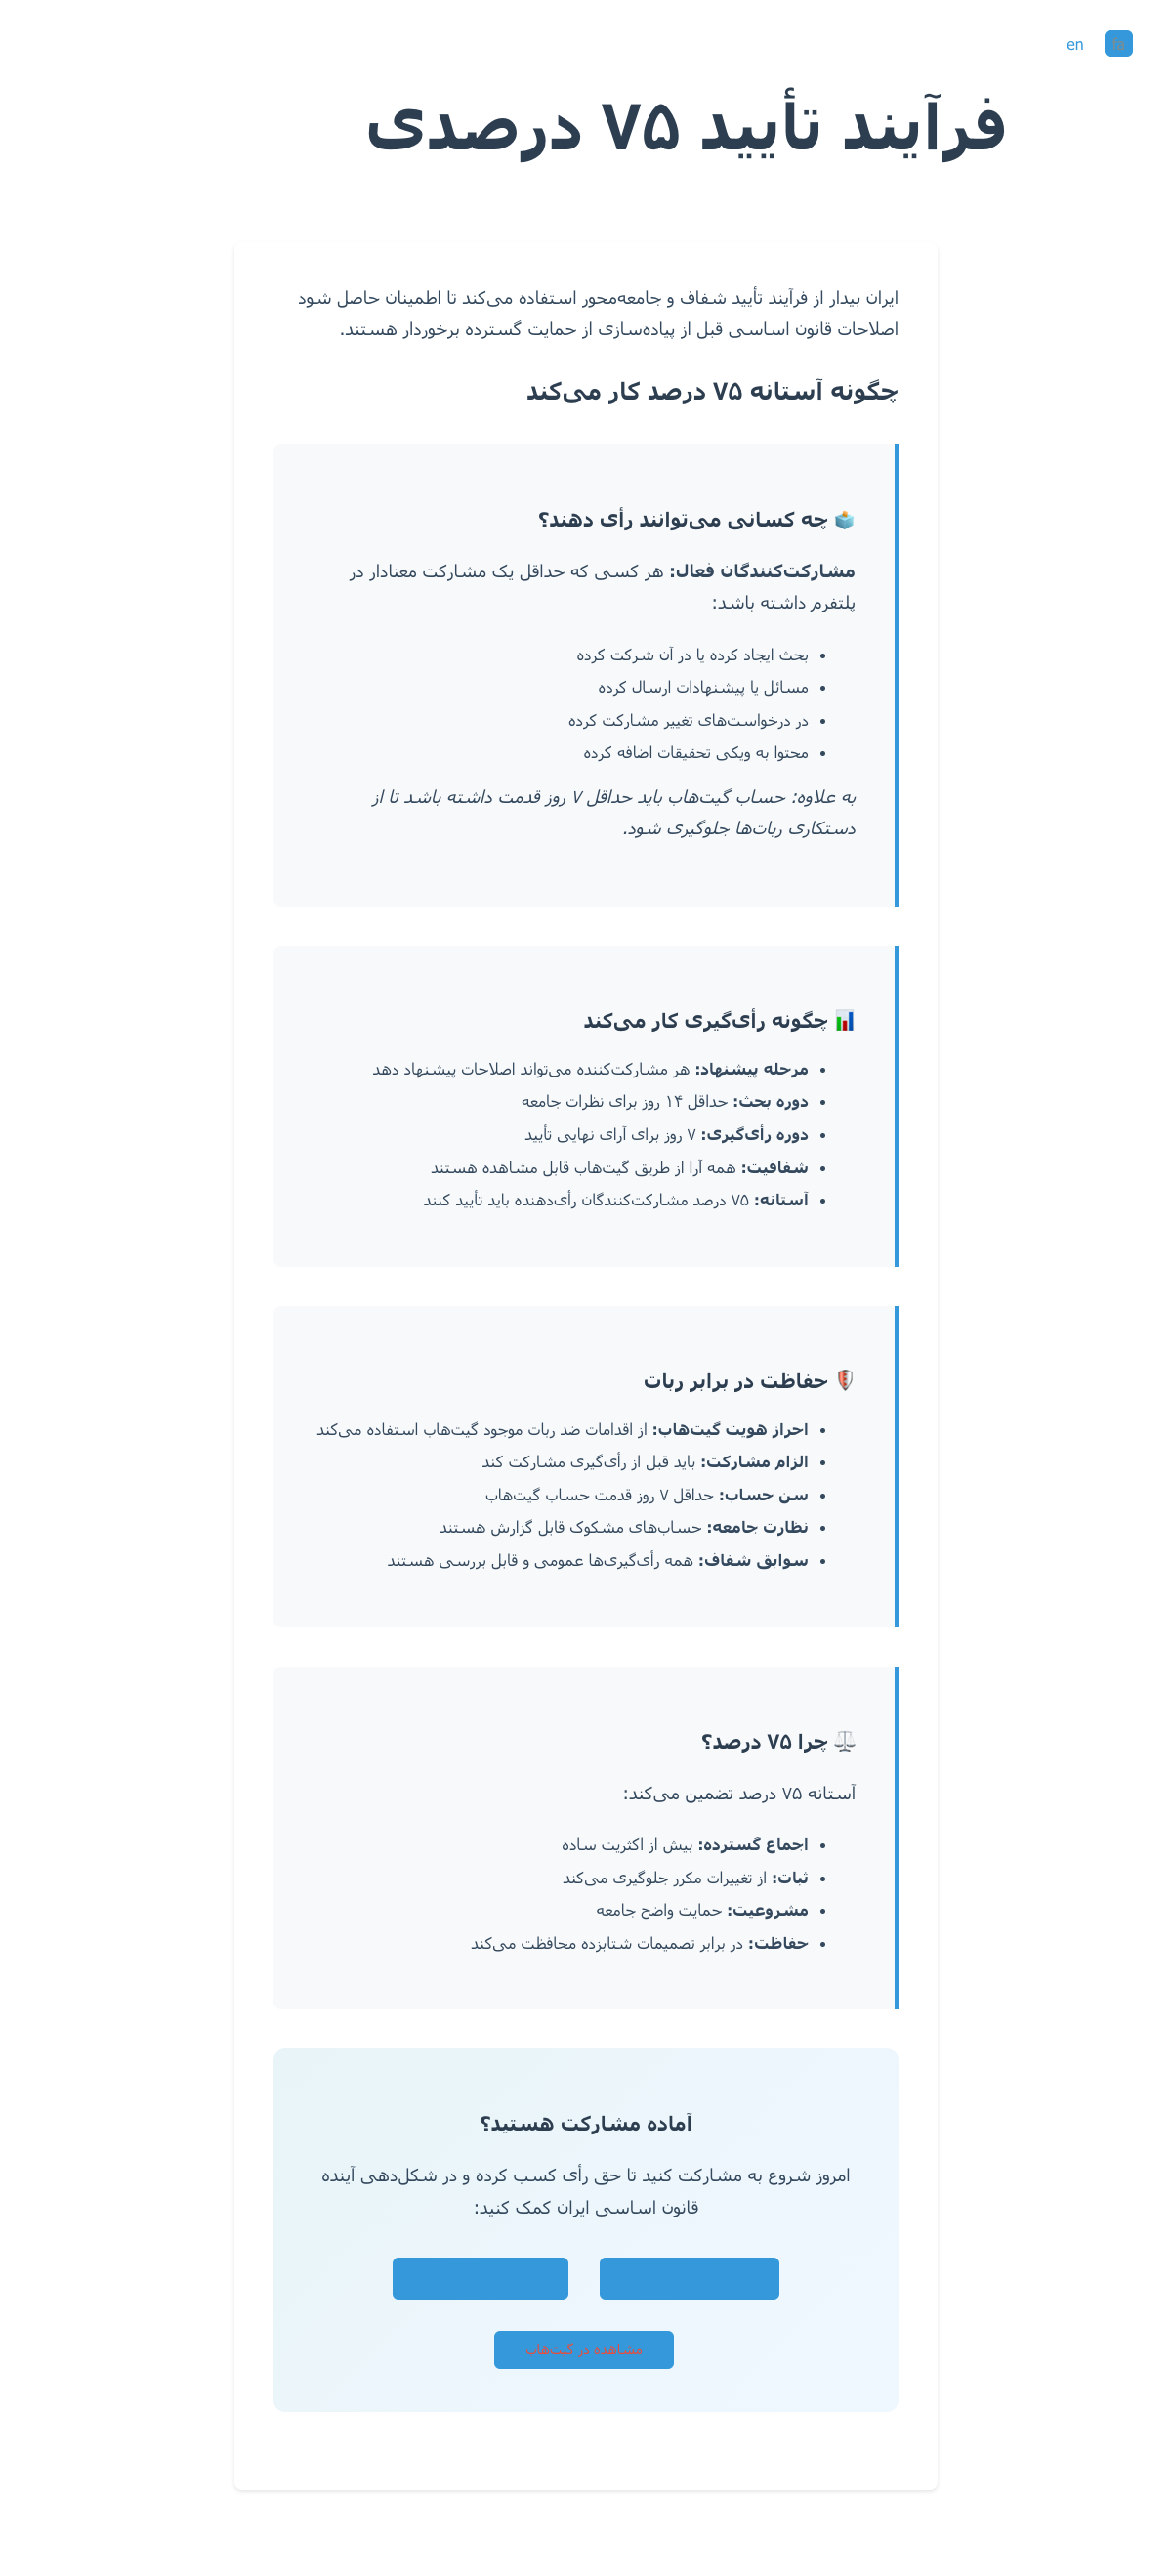 en
فرآیند تأیید ۷۵ درصدی
ایران بیدار از فرآیند تأیید شفاف و جامعه‌محور استفاده می‌کند تا اطمینان حاصل شود
اصلاحات قانون اساسی قبل از پیاده‌سازی از حمایت گسترده برخوردار هستند.
چگونه آستانه ۷۵ درصد کار می‌کند
🗳️ چه کسانی می‌توانند رأی دهند؟
مشارکت‌کنندگان فعال: هر کسی که حداقل یک مشارکت معنادار در
پلتفرم داشته باشد:
• بحث ایجاد کرده یا در آن شرکت کرده
• مسائل یا پیشنهادات ارسال کرده
• در درخواست‌های تغییر مشارکت کرده
• محتوا به ویکی تحقیقات اضافه کرده
به علاوه: حساب گیت‌هاب باید حداقل ۷ روز قدمت داشته باشد تا از
دستکاری ربات‌ها جلوگیری شود.
📊 چگونه رأی‌گیری کار می‌کند
• مرحله پیشنهاد: هر مشارکت‌کننده می‌تواند اصلاحات پیشنهاد دهد
• دوره بحث: حداقل ۱۴ روز برای نظرات جامعه
• دوره رأی‌گیری: ۷ روز برای آرای نهایی تأیید
• شفافیت: همه آرا از طریق گیت‌هاب قابل مشاهده هستند
• آستانه: ۷۵ درصد مشارکت‌کنندگان رأی‌دهنده باید تأیید کنند
🛡️ حفاظت در برابر ربات
• احراز هویت گیت‌هاب: از اقدامات ضد ربات موجود گیت‌هاب استفاده می‌کند
• الزام مشارکت: باید قبل از رأی‌گیری مشارکت کند
• سن حساب: حداقل ۷ روز قدمت حساب گیت‌هاب
• نظارت جامعه: حساب‌های مشکوک قابل گزارش هستند
• سوابق شفاف: همه رأی‌گیری‌ها عمومی و قابل بررسی هستند
⚖️ چرا ۷۵ درصد؟
آستانه ۷۵ درصد تضمین می‌کند:
• اجماع گسترده: بیش از اکثریت ساده
• ثبات: از تغییرات مکرر جلوگیری می‌کند
• مشروعیت: حمایت واضح جامعه
• حفاظت: در برابر تصمیمات شتابزده محافظت می‌کند
آماده مشارکت هستید؟
امروز شروع به مشارکت کنید تا حق رأی کسب کرده و در شکل‌دهی آینده
قانون اساسی ایران کمک کنید:
مشاهده در گیت‌هاب